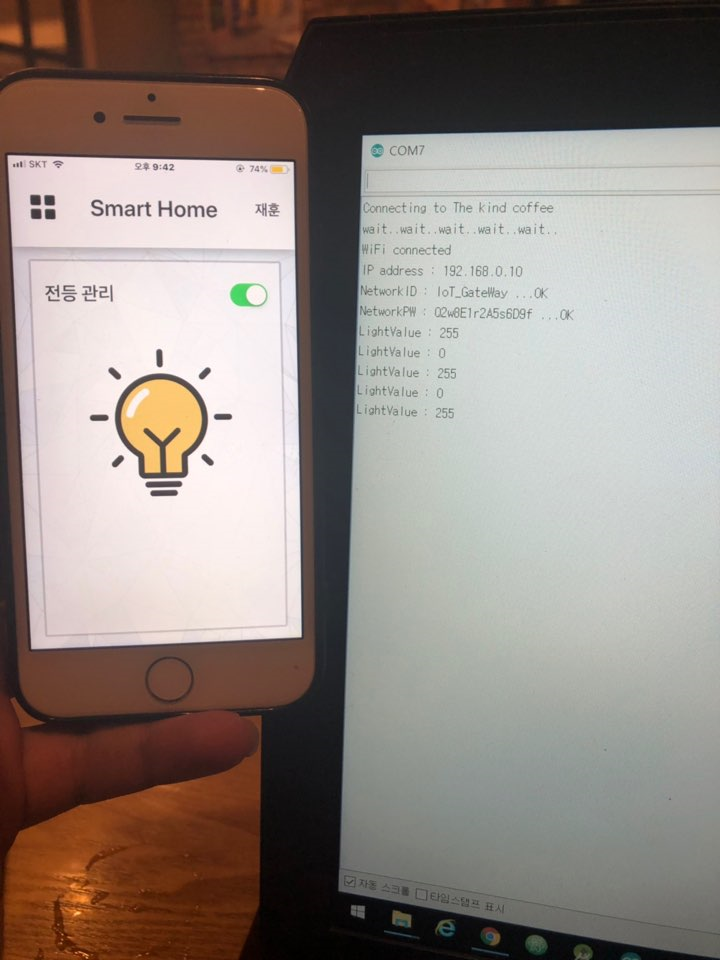 SKT
오후 9:42
74%
Smart Home
재훈
전등 관리
COM7
Connecting to The kind coffee
wait..wait..wait..wait..wait..
WiFi connected
IP address : 192.168.0.10
NetworkID : IoT_GateWay ...OK
NetworkPW : Q2w8E1r2A5s6D9f ...OK
LightValue : 255
LightValue : 0
LightValue : 255
LightValue : 0
LightValue : 255
자동 스크롤 타임스탬프 표시